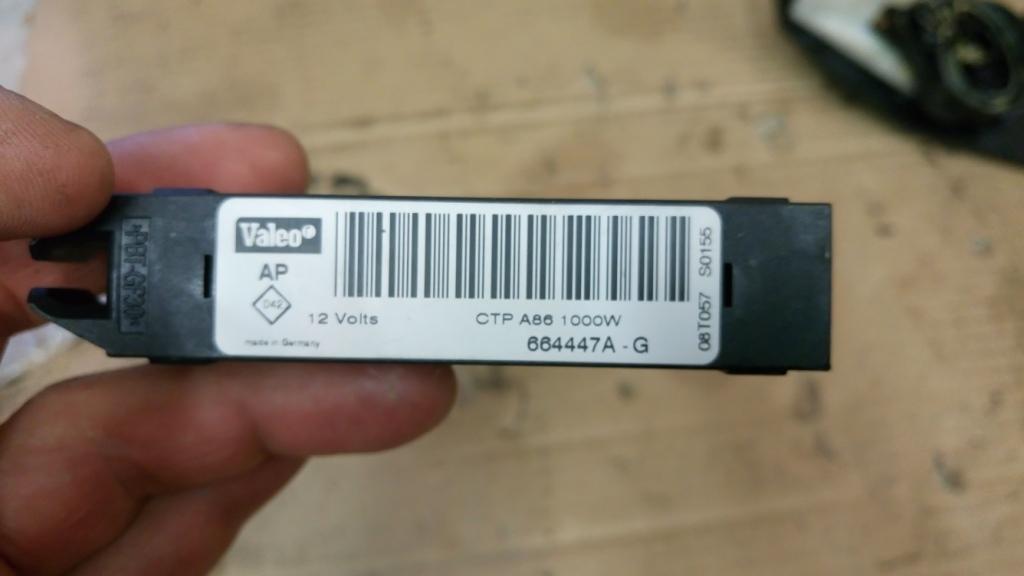 >PBT-GF30<
Valeo
AP
042
12 Volts
CTP A86 1000W
made in Germany
664447A - G
08T057 S0155